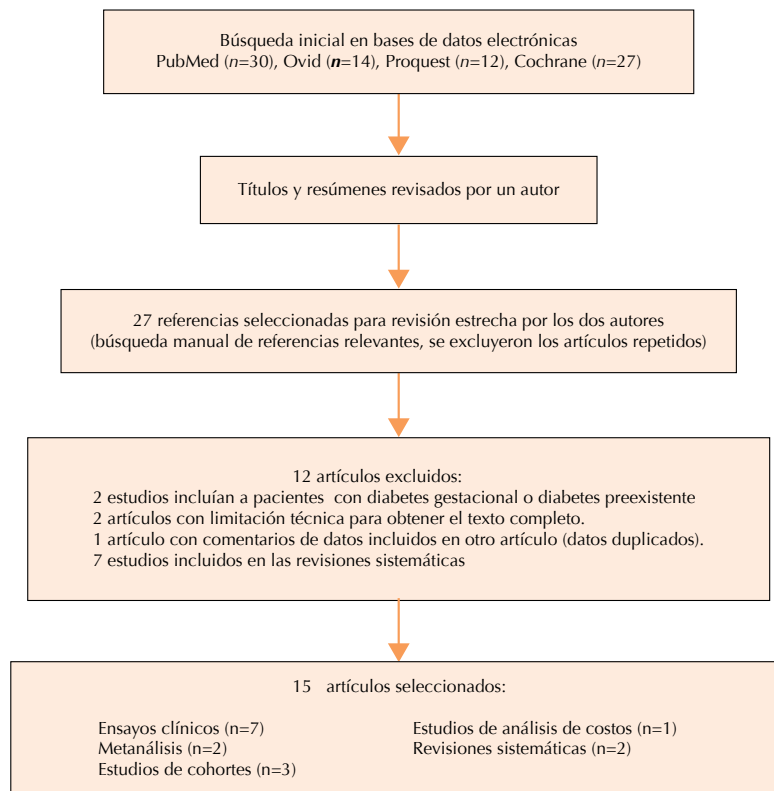 Búsqueda inicial en bases de datos electrónicas
PubMed (n=30), Ovid (n=14), Proquest (n=12), Cochrane (n=27)
Títulos y resúmenes revisados por un autor
27 referencias seleccionadas para revisión estrecha por los dos autores
(búsqueda manual de referencias relevantes, se excluyeron los artículos repetidos)
12 artículos excluidos:
2 estudios incluían a pacientes con diabetes gestacional o diabetes preexistente
2 artículos con limitación técnica para obtener el texto completo.
1 artículo con comentarios de datos incluidos en otro artículo (datos duplicados).
7 estudios incluidos en las revisiones sistemáticas
15 artículos seleccionados:
Ensayos clínicos (n=7)
Metanálisis (n=2)
Estudios de cohortes (n=3)
Estudios de análisis de costos (n=1)
Revisiones sistemáticas (n=2)